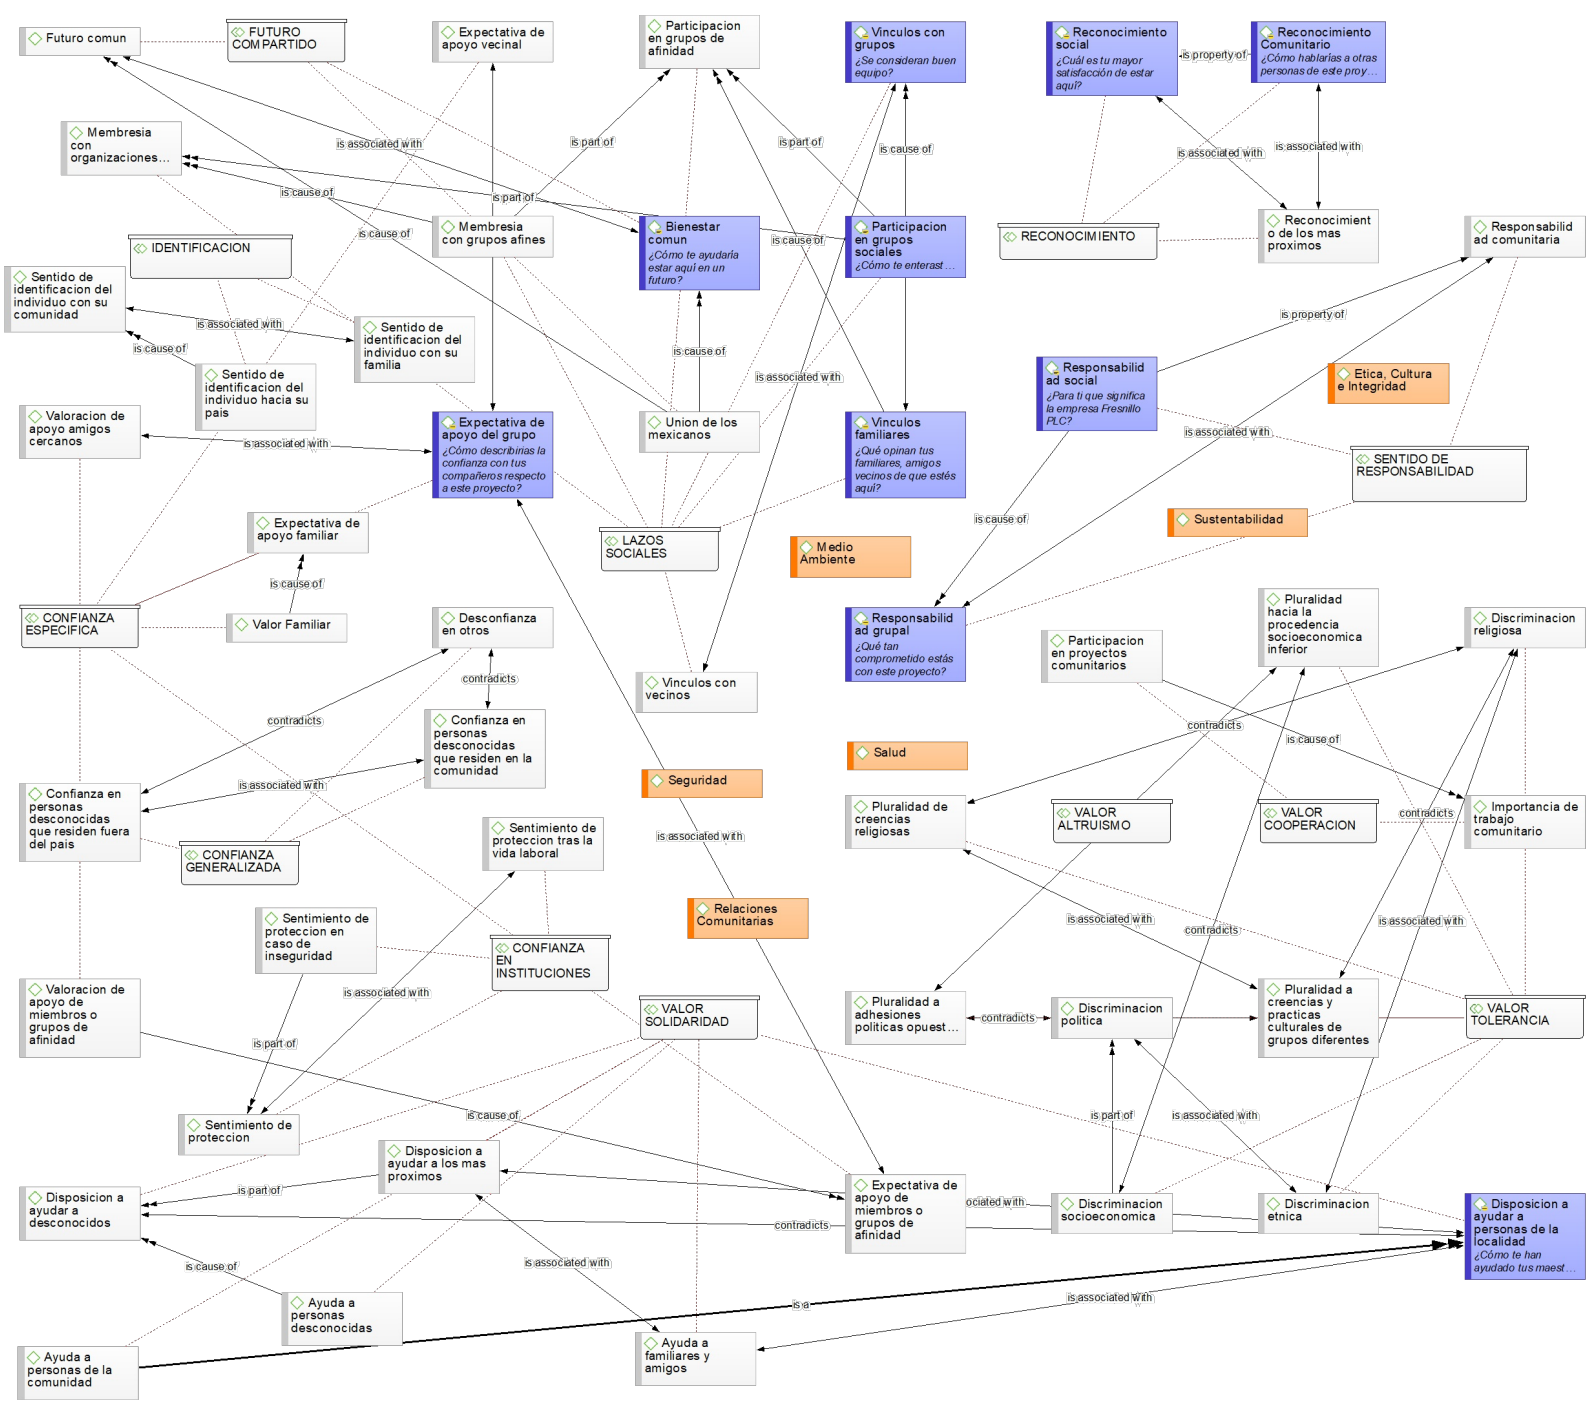 Futuro comun
FUTURO
COMPARTIDO
Expectativa de
apoyo vecinal
Participacion
en grupos de
afinidad
Vinculos con
grupos
¿Se consideran buen
equipo?
Reconocimiento
social
¿Cuál es tu mayor
satisfacción de estar
aquí?
is property of
Reconocimiento
Comunitario
¿Cómo hablarías a otras
personas de este proy…
Membresia
con
organizaciones…
is associated with
is part of
is part of
is cause of
is associated with
is associated with
is cause of
is part of
is cause of
is cause of
IDENTIFICACION
Membresia
con grupos afines
Bienestar
comun
¿Cómo te ayudaría
estar aquí en un
futuro?
Participacion
en grupos
sociales
¿Cómo te enterast…
RECONOCIMIENTO
Reconocimient
o de los mas
proximos
Responsabilid
ad comunitaria
Sentido de
identificacion del
individuo con su
comunidad
is associated with
is cause of
Sentido de
identificacion del
individuo con su
familia
Sentido de
identificacion del
individuo hacia su
pais
is cause of
is associated with
is property of
Responsabilid
ad social
¿Para ti que significa
la empresa Fresnillo
PLC?
Etica, Cultura
e Integridad
Valoracion de
apoyo amigos
cercanos
is associated with
Expectativa de
apoyo del grupo
¿Cómo describirias la
confianza con tus
compañeros respecto
a este proyecto?
Union de los
mexicanos
Vinculos
familiares
¿Qué opinan tus
familiares, amigos
vecinos de que estés
aquí?
is associated with
SENTIDO DE
RESPONSABILIDAD
Expectativa de
apoyo familiar
is cause of
LAZOS
SOCIALES
Medio
Ambiente
is cause of
Sustentabilidad
CONFIANZA
ESPECIFICA
Valor Familiar
Desconfianza
en otros
contradicts
Vinculos con
vecinos
Responsabilid
ad grupal
¿Qué tan
comprometido estás
con este proyecto?
Participacion
en proyectos
comunitarios
Pluralidad
hacia la
procedencia
socioeconomica
inferior
Discriminacion
religiosa
contradicts
Confianza en
personas
desconocidas
que residen en la
comunidad
contradicts
is cause of
is associated with
Seguridad
Salud
Confianza en
personas
desconocidas
que residen fuera
del pais
CONFIANZA
GENERALIZADA
Sentimiento de
proteccion tras la
vida laboral
is associated with
Pluralidad de
creencias
religiosas
VALOR
ALTRUISMO
VALOR
COOPERACION
contradicts
Importancia de
trabajo
comunitario
Sentimiento de
proteccion en
caso de
inseguridad
CONFIANZA
EN
INSTITUCIONES
Relaciones
Comunitarias
is associated with
contradicts
is associated with
Valoracion de
apoyo de
miembros o
grupos de
afinidad
is associated with
is part of
VALOR
SOLIDARIDAD
Pluralidad a
adhesiones
politicas opuest…
contradicts
Discriminacion
politica
Pluralidad a
creencias y
practicas
culturales de
grupos diferentes
VALOR
TOLERANCIA
Sentimiento de
proteccion
is cause of
is part of
is associated with
Disposicion a
ayudar a los mas
proximos
is part of
Disposicion a
ayudar a
desconocidos
Expectativa de
apoyo de
miembros o
grupos de
afinidad
ociated with
contradicts
Discriminacion
socioeconomica
Discriminacion
etnica
Disposicion a
ayudar a
personas de la
localidad
¿Cómo te han
ayudado tus maest…
is cause of
is associated with
Ayuda a
personas
desconocidas
is a
is associated with
Ayuda a
personas de la
comunidad
Ayuda a
familiares y
amigos